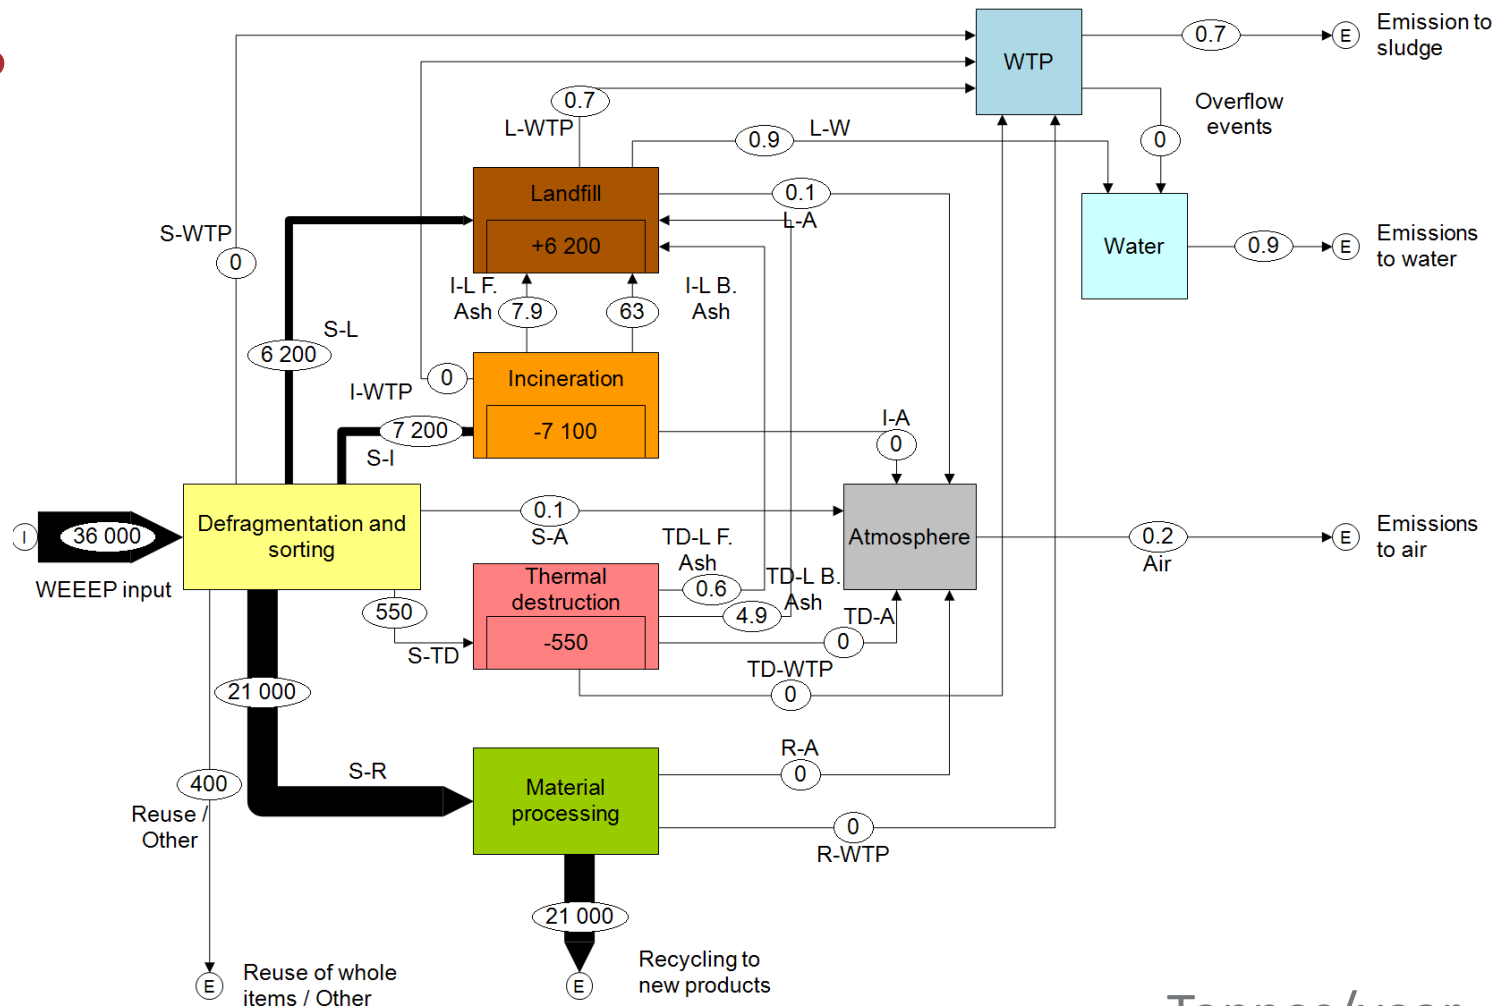 Emission to
sludge
0.7
E
WTP
0.7
L-WTP
Overflow
events
0.9
L-W
0
Landfill
+6 200
0.1
L-A
S-WTP
0
Water
0.9
E
Emissions
to water
I-L F.
Ash
7.9
63
I-L B.
Ash
S-L
6 200
Incineration
-7 100
0
I-WTP
7 200
S-I
I-A
0
I
36 000
WEEEP input
Defragmentation and
sorting
0.1
S-A
Atmosphere
0.2
Air
E
Emissions
to air
TD-L F.
Ash
0.6
TD-L B.
Ash
4.9
Thermal
destruction
-550
550
S-TD
TD-A
0
TD-WTP
0
21 000
S-R
400
Reuse /
Other
Material
processing
R-A
0
0
R-WTP
21 000
E
Reuse of whole
items / Other
E
Recycling to
new products
Tonnes/year